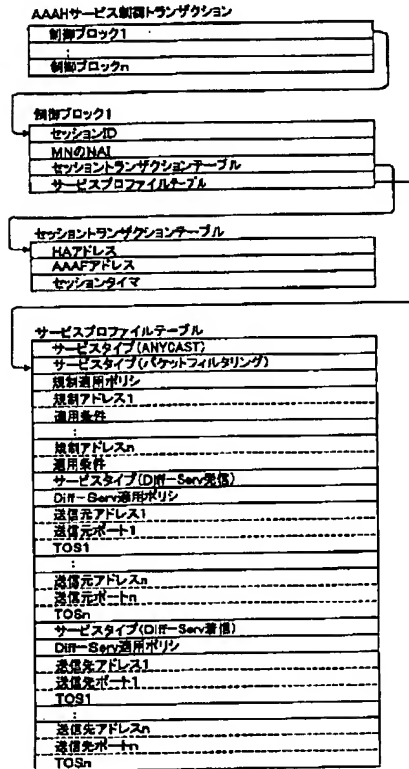 AAAHサービス制御トランザクション
制御ブロック1
:
制御ブロックn
制御ブロック1
セッションID
MNのNAI
セッショントランザクションテーブル
サービスプロファイルテーブル
セッショントランザクションテーブル
HAアドレス
AAAFアドレス
セッションタイマ
サービスプロファイルテーブル
サービスタイプ(ANYCAST)
サービスタイプ(パケットフィルタリング)
規制適用ポリシ
規制アドレス1
適用条件
:
規制アドレスn
適用条件
サービスタイプ(Diff-Serv発信)
Diff-Serv適用ポリシ
送信元アドレス1
送信元ポート1
TOS1
:
送信元アドレスn
送信元ポートn
TOSn
サービスタイプ(Diff-Serv着信)
Diff-Serv適用ポリシ
送信先アドレス1
送信先ポート1
TOS1
:
送信先アドレスn
送信先ポートn
TOSn